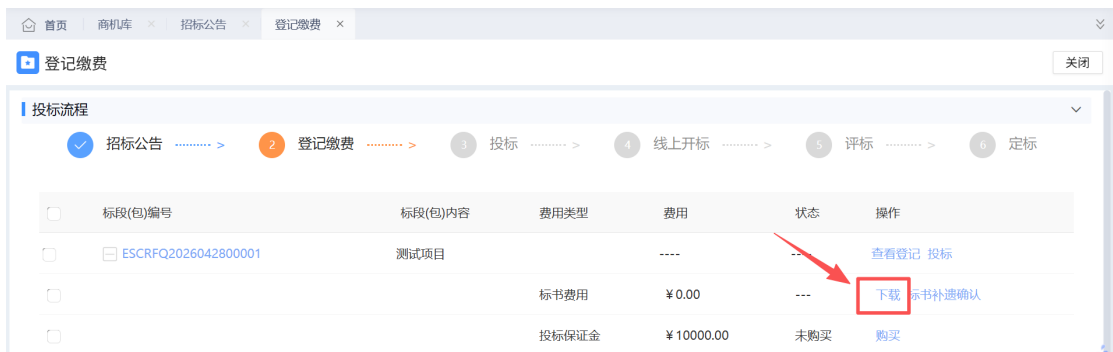 首页 商机库 × 招标公告 × 登记缴费 ×
登记缴费 关闭
投标流程
招标公告 ········· > 2 登记缴费 ········· > 3 投标 ········· > 4 线上开标 ········· > 5 评标 ········· > 6 定标
标段(包)编号 标段(包)内容 费用类型 费用 状态 操作
ESCRFQ2026042800001 测试项目 ---- ---- 查看登记 投标
标书费用 ¥0.00 --- 下载 标书补遗确认
投标保证金 ¥10000.00 未购买 购买